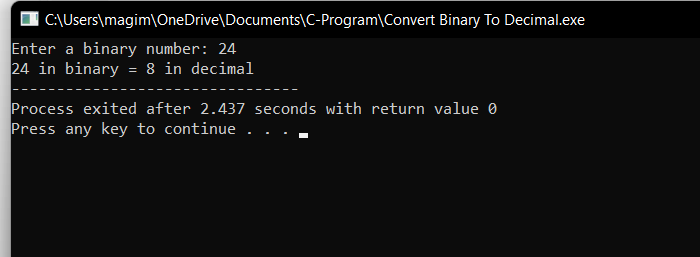 C:\Users\magim\OneDrive\Documents\C-Program\Convert Binary To Decimal.exe
Enter a binary number: 24
24 in binary = 8 in decimal
--------------------------------
Process exited after 2.437 seconds with return value 0
Press any key to continue . . .